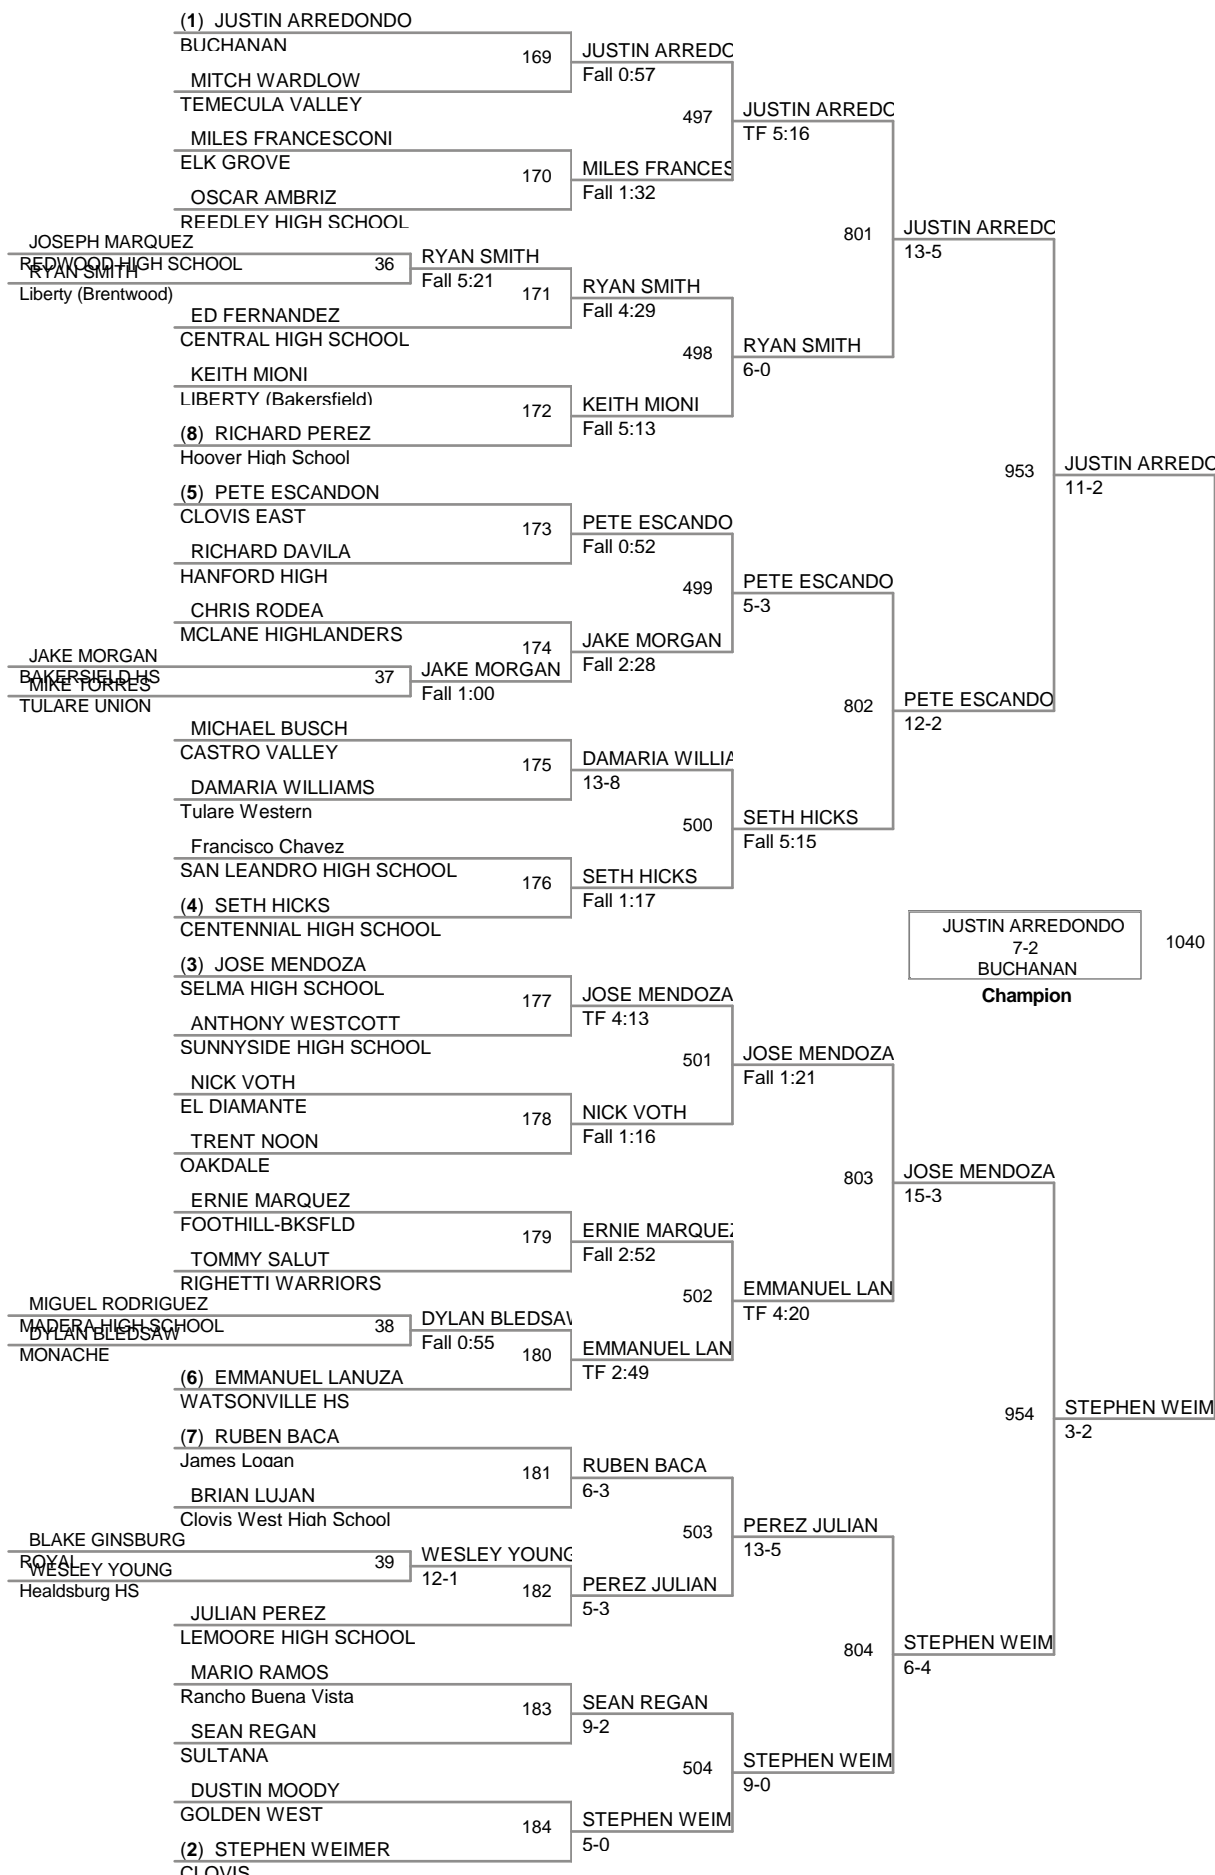 (1) JUSTIN ARREDONDO
BUCHANAN
169
JUSTIN ARREDO
Fall 0:57
MITCH WARDLOW
TEMECULA VALLEY
497
JUSTIN ARREDO
TF 5:16
MILES FRANCESCONI
ELK GROVE
170
MILES FRANCES
Fall 1:32
OSCAR AMBRIZ
REEDLEY HIGH SCHOOL
801
JUSTIN ARREDO
13-5
JOSEPH MARQUEZ
REDWOOD HIGH SCHOOL
36
RYAN SMITH
Fall 5:21
RYAN SMITH
Liberty (Brentwood)
171
RYAN SMITH
Fall 4:29
ED FERNANDEZ
CENTRAL HIGH SCHOOL
498
RYAN SMITH
6-0
KEITH MIONI
LIBERTY (Bakersfield)
172
KEITH MIONI
Fall 5:13
(8) RICHARD PEREZ
Hoover High School
953
JUSTIN ARREDO
11-2
(5) PETE ESCANDON
CLOVIS EAST
173
PETE ESCANDO
Fall 0:52
RICHARD DAVILA
HANFORD HIGH
499
PETE ESCANDO
5-3
CHRIS RODEA
MCLANE HIGHLANDERS
174
JAKE MORGAN
Fall 2:28
JAKE MORGAN
BAKERSIELD HS
37
JAKE MORGAN
Fall 1:00
MIKE TORRES
TULARE UNION
802
PETE ESCANDO
12-2
MICHAEL BUSCH
CASTRO VALLEY
175
DAMARIA WILLIA
13-8
DAMARIA WILLIAMS
Tulare Western
500
SETH HICKS
Fall 5:15
Francisco Chavez
SAN LEANDRO HIGH SCHOOL
176
SETH HICKS
Fall 1:17
(4) SETH HICKS
CENTENNIAL HIGH SCHOOL
JUSTIN ARREDONDO
7-2
BUCHANAN
Champion
1040
(3) JOSE MENDOZA
SELMA HIGH SCHOOL
177
JOSE MENDOZA
TF 4:13
ANTHONY WESTCOTT
SUNNYSIDE HIGH SCHOOL
501
JOSE MENDOZA
Fall 1:21
NICK VOTH
EL DIAMANTE
178
NICK VOTH
Fall 1:16
TRENT NOON
OAKDALE
803
JOSE MENDOZA
15-3
ERNIE MARQUEZ
FOOTHILL-BKSFLD
179
ERNIE MARQUEZ
Fall 2:52
TOMMY SALUT
RIGHETTI WARRIORS
502
EMMANUEL LAN
TF 4:20
MIGUEL RODRIGUEZ
MADERA HIGH SCHOOL
38
DYLAN BLEDSAW
Fall 0:55
DYLAN BLEDSAW
MONACHE
180
EMMANUEL LAN
TF 2:49
(6) EMMANUEL LANUZA
WATSONVILLE HS
954
STEPHEN WEIM
3-2
(7) RUBEN BACA
James Logan
181
RUBEN BACA
6-3
BRIAN LUJAN
Clovis West High School
503
PEREZ JULIAN
13-5
BLAKE GINSBURG
ROYAL
39
WESLEY YOUNG
12-1
WESLEY YOUNG
Healdsburg HS
182
PEREZ JULIAN
5-3
JULIAN PEREZ
LEMOORE HIGH SCHOOL
804
STEPHEN WEIM
6-4
MARIO RAMOS
Rancho Buena Vista
183
SEAN REGAN
9-2
SEAN REGAN
SULTANA
504
STEPHEN WEIM
9-0
DUSTIN MOODY
GOLDEN WEST
184
STEPHEN WEIM
5-0
(2) STEPHEN WEIMER
CLOVIS